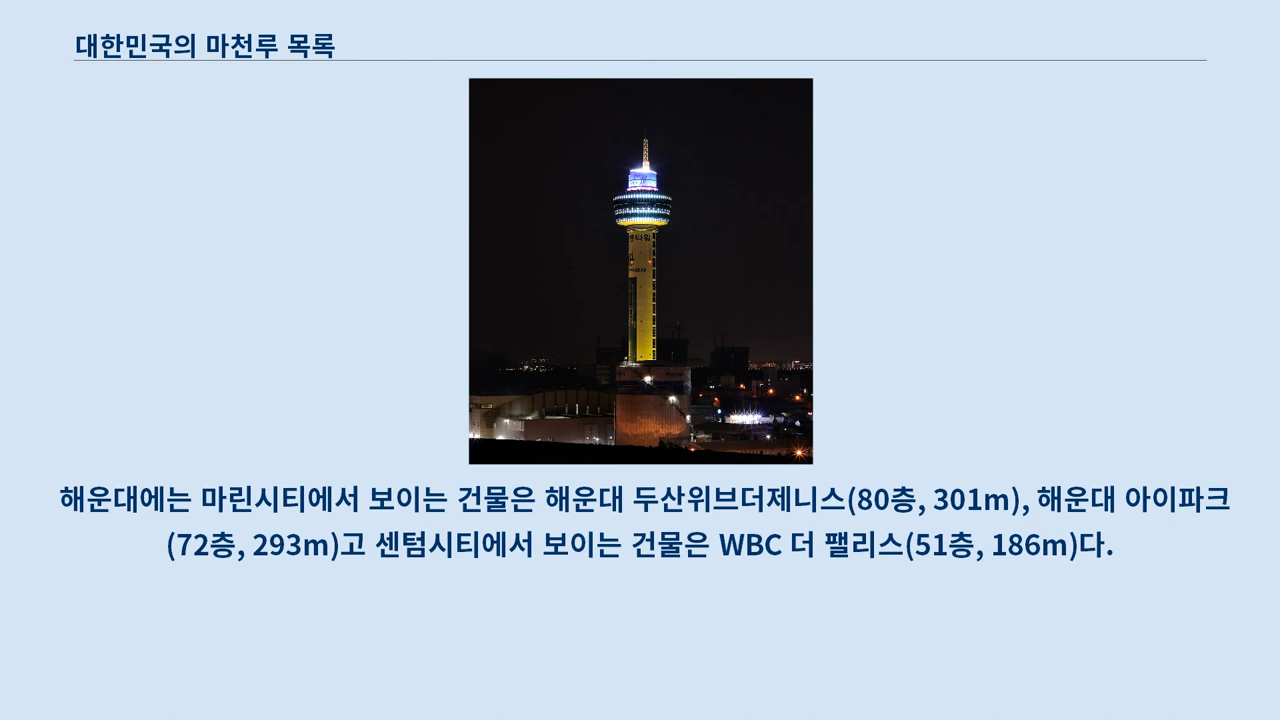 대한민국의 마천루 목록
해운대에는 마린시티에서 보이는 건물은 해운대 두산위브더제니스(80층, 301m), 해운대 아이파크
(72층, 293m)고 센텀시티에서 보이는 건물은 WBC 더 팰리스(51층, 186m)다.